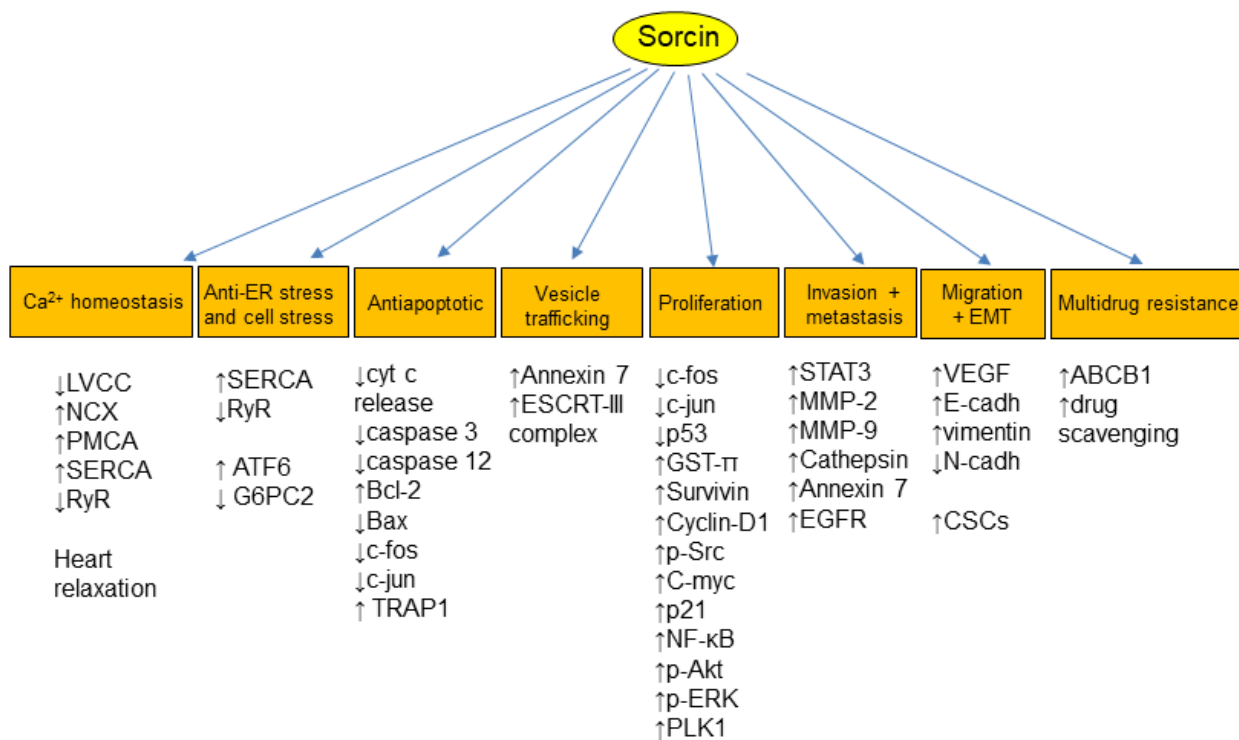 Sorcin
Ca²⁺ homeostasis
Anti-ER stress
and cell stress
Antiapoptotic
Vesicle
trafficking
Proliferation
Invasion +
metastasis
Migration
+ EMT
Multidrug resistance
↓LVCC
↑NCX
↑PMCA
↑SERCA
↓RyR
Heart
relaxation
↑SERCA
↓RyR
↑ ATF6
↓ G6PC2
↓cyt c
release
↓caspase 3
↓caspase 12
↑Bcl-2
↓Bax
↓c-fos
↓c-jun
↑ TRAP1
↑Annexin 7
↑ESCRT-III
complex
↓c-fos
↓c-jun
↓p53
↑GST-π
↑Survivin
↑Cyclin-D1
↑p-Src
↑C-myc
↑p21
↑NF-κB
↑p-Akt
↑p-ERK
↑PLK1
↑STAT3
↑MMP-2
↑MMP-9
↑Cathepsin
↑Annexin 7
↑EGFR
↑VEGF
↑E-cadh
↑vimentin
↓N-cadh
↑CSCs
↑ABCB1
↑drug
scavenging